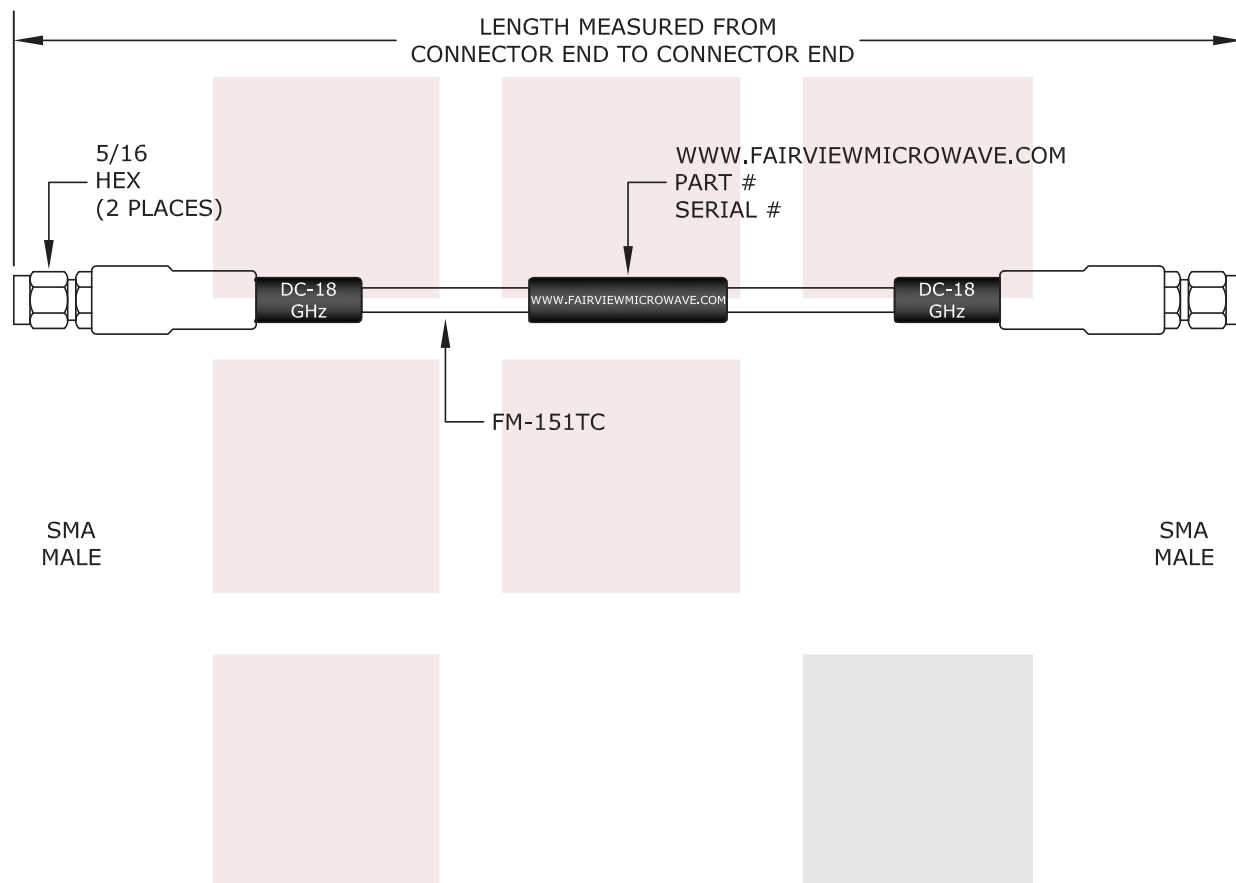 LENGTH MEASURED FROM
CONNECTOR END TO CONNECTOR END
5/16
HEX
(2 PLACES)
WWW.FAIRVIEWMICROWAVE.COM
PART #
SERIAL #
DC-18
GHz
WWW.FAIRVIEWMICROWAVE.COM
DC-18
GHz
FM-151TC
SMA
MALE
SMA
MALE